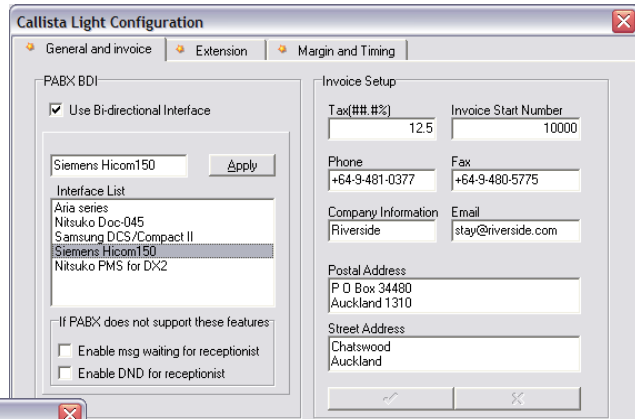 Callista Light Configuration
General and invoice
Extension
Margin and Timing
PABX BDI
Use Bi-directional Interface
Siemens Hicom150
Apply
Interface List
Aria series
Nitsuko Doc-045
Samsung DCS/Compact II
Siemens Hicom150
Nitsuko PMS for DX2
If PABX does not support these features
Enable msg waiting for receptionist
Enable DND for receptionist
Invoice Setup
Tax(##.#%)
Invoice Start Number
12.5
10000
Phone
Fax
+64-9-481-0377
+64-9-480-5775
Company Information
Email
Riverside
stay@riverside.com
Postal Address
P O Box 34480
Auckland 1310
Street Address
Chatswood
Auckland